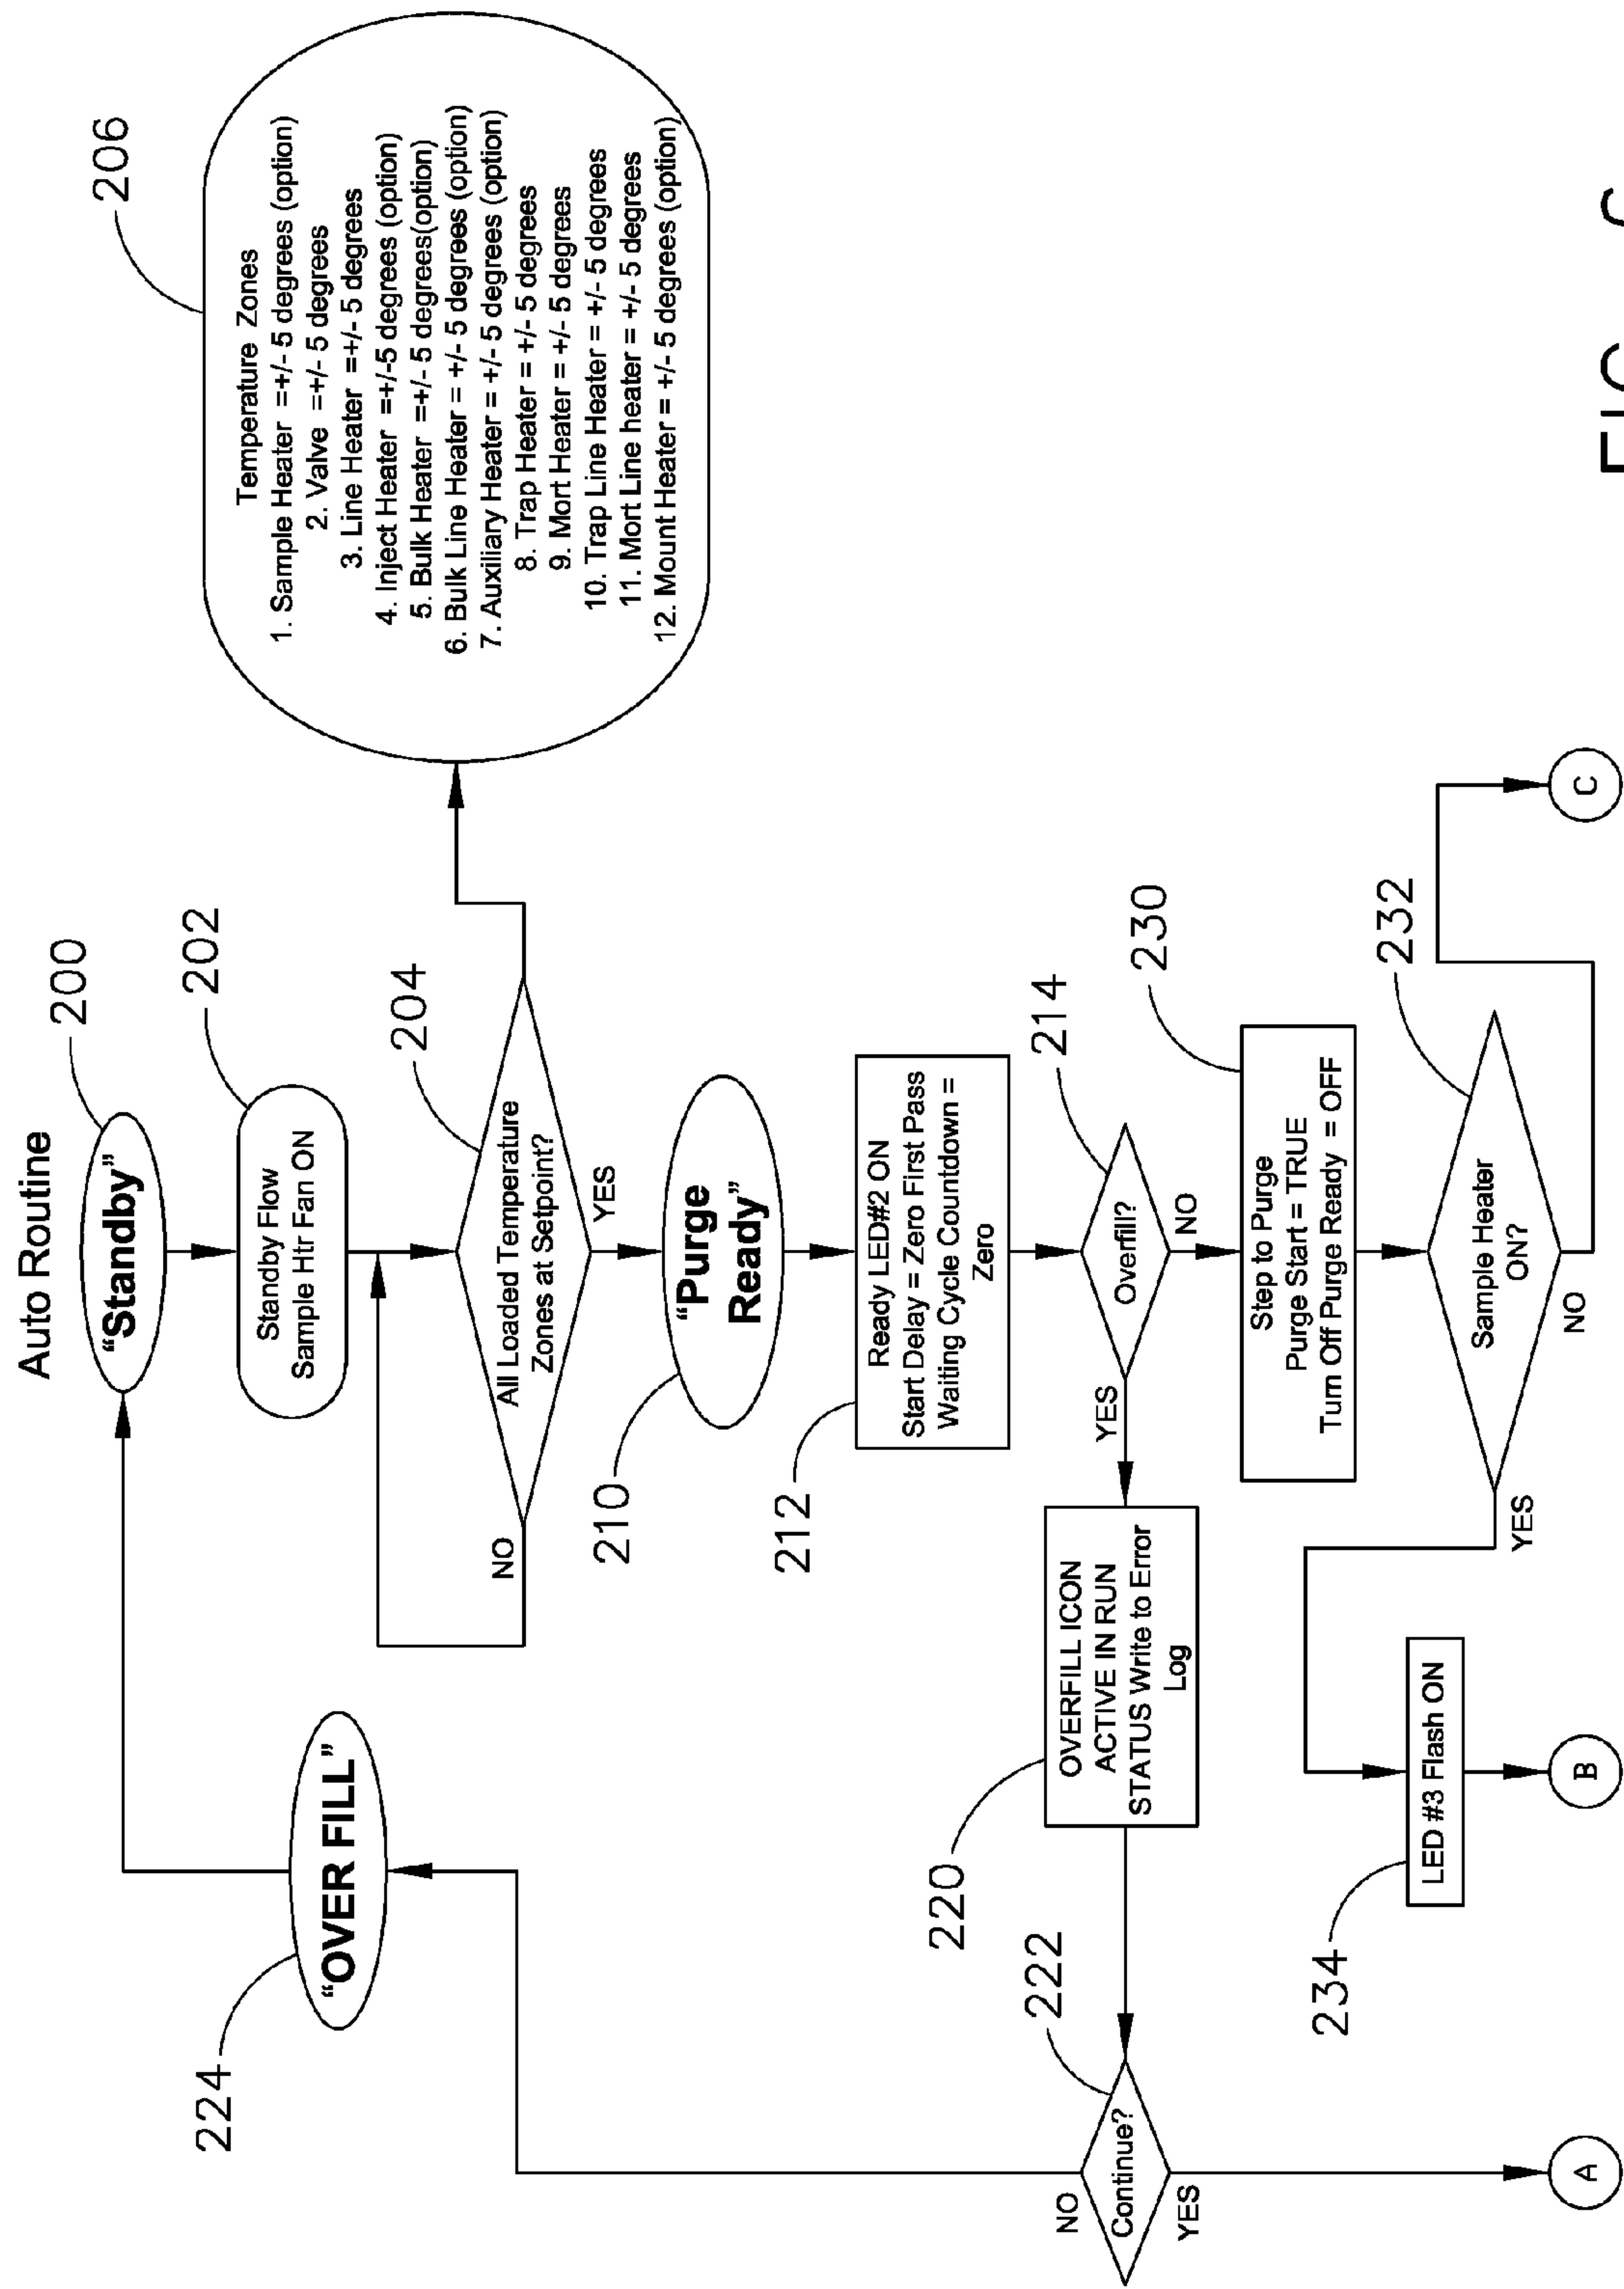 Auto Routine
200
“Standby”
202
Standby Flow
Sample Htr Fan ON
204
All Loaded Temperature
Zones at Setpoint?
NO
YES
206
Temperature Zones
1. Sample Heater =+/- 5 degrees (option)
2. Valve =+/- 5 degrees
3. Line Heater =+/- 5 degrees
4. Inject Heater =+/-5 degrees (option)
5. Bulk Heater =+/- 5 degrees(option)
6. Bulk Line Heater = +/- 5 degrees (option)
7. Auxiliary Heater = +/- 5 degrees (option)
8. Trap Heater = +/- 5 degrees
9. Mort Heater = +/- 5 degrees
10. Trap Line Heater = +/- 5 degrees
11. Mort Line heater = +/- 5 degrees
12. Mount Heater = +/- 5 degrees (option)
224
“OVER FILL”
210
“Purge
Ready”
212
Ready LED#2 ON
Start Delay = Zero First Pass
Waiting Cycle Countdown =
Zero
214
Overfill?
YES
NO
220
OVERFILL ICON
ACTIVE IN RUN
STATUS Write to Error
Log
222
Continue?
NO
YES
230
Step to Purge
Purge Start = TRUE
Turn Off Purge Ready = OFF
232
Sample Heater
ON?
YES
NO
234
LED #3 Flash ON
A
B
C